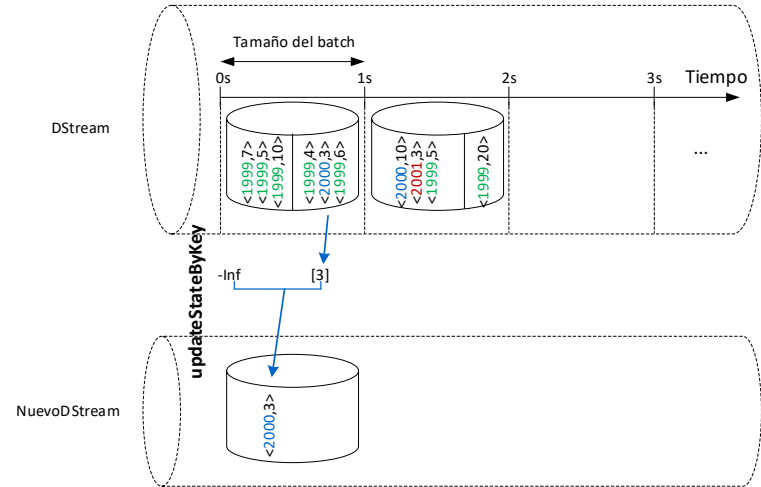 Tamaño del batch
0s
1s
2s
3s
Tiempo
DStream
<1999,7>
<1999,5>
<1999,10>
<1999,4>
<2000,3>
<1999,6>
<2000,10>
<2001,3>
<1999,5>
<1999,20>
...
updateStateByKey
-Inf
[3]
NuevoDStream
<2000,3>